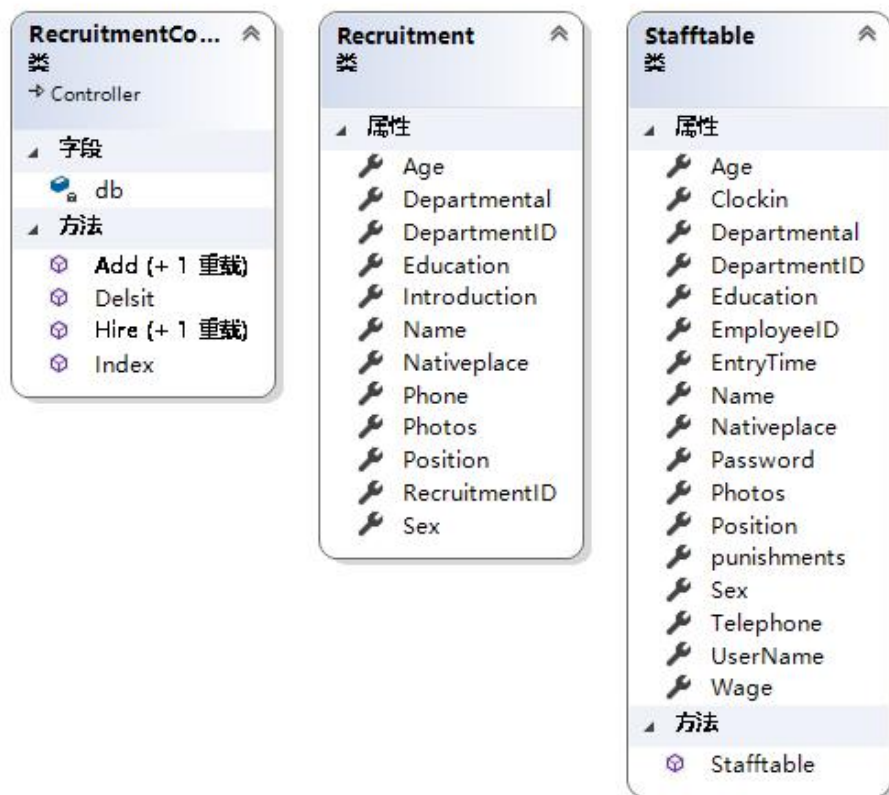 RecruitmentCo...
类
Controller
字段
db
方法
Add (+ 1 重载)
Delsit
Hire (+ 1 重载)
Index
Recruitment
类
属性
Age
Departmental
DepartmentID
Education
Introduction
Name
Nativeplace
Phone
Photos
Position
RecruitmentID
Sex
Stafftable
类
属性
Age
Clockin
Departmental
DepartmentID
Education
EmployeeID
EntryTime
Name
Nativeplace
Password
Photos
Position
punishments
Sex
Telephone
UserName
Wage
方法
Stafftable